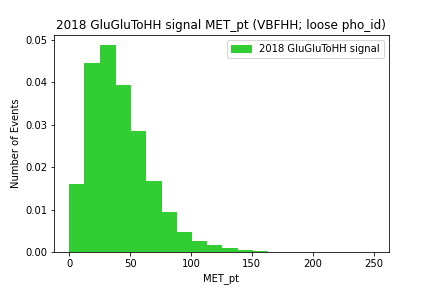 2018 GluGluToHH signal MET_pt (VBFHH; loose pho_id)
2018 GluGluToHH signal
0.05
0.04
0.03
0.02
0.01
0.00
Number of Events
0 50 100 150 200 250
MET_pt